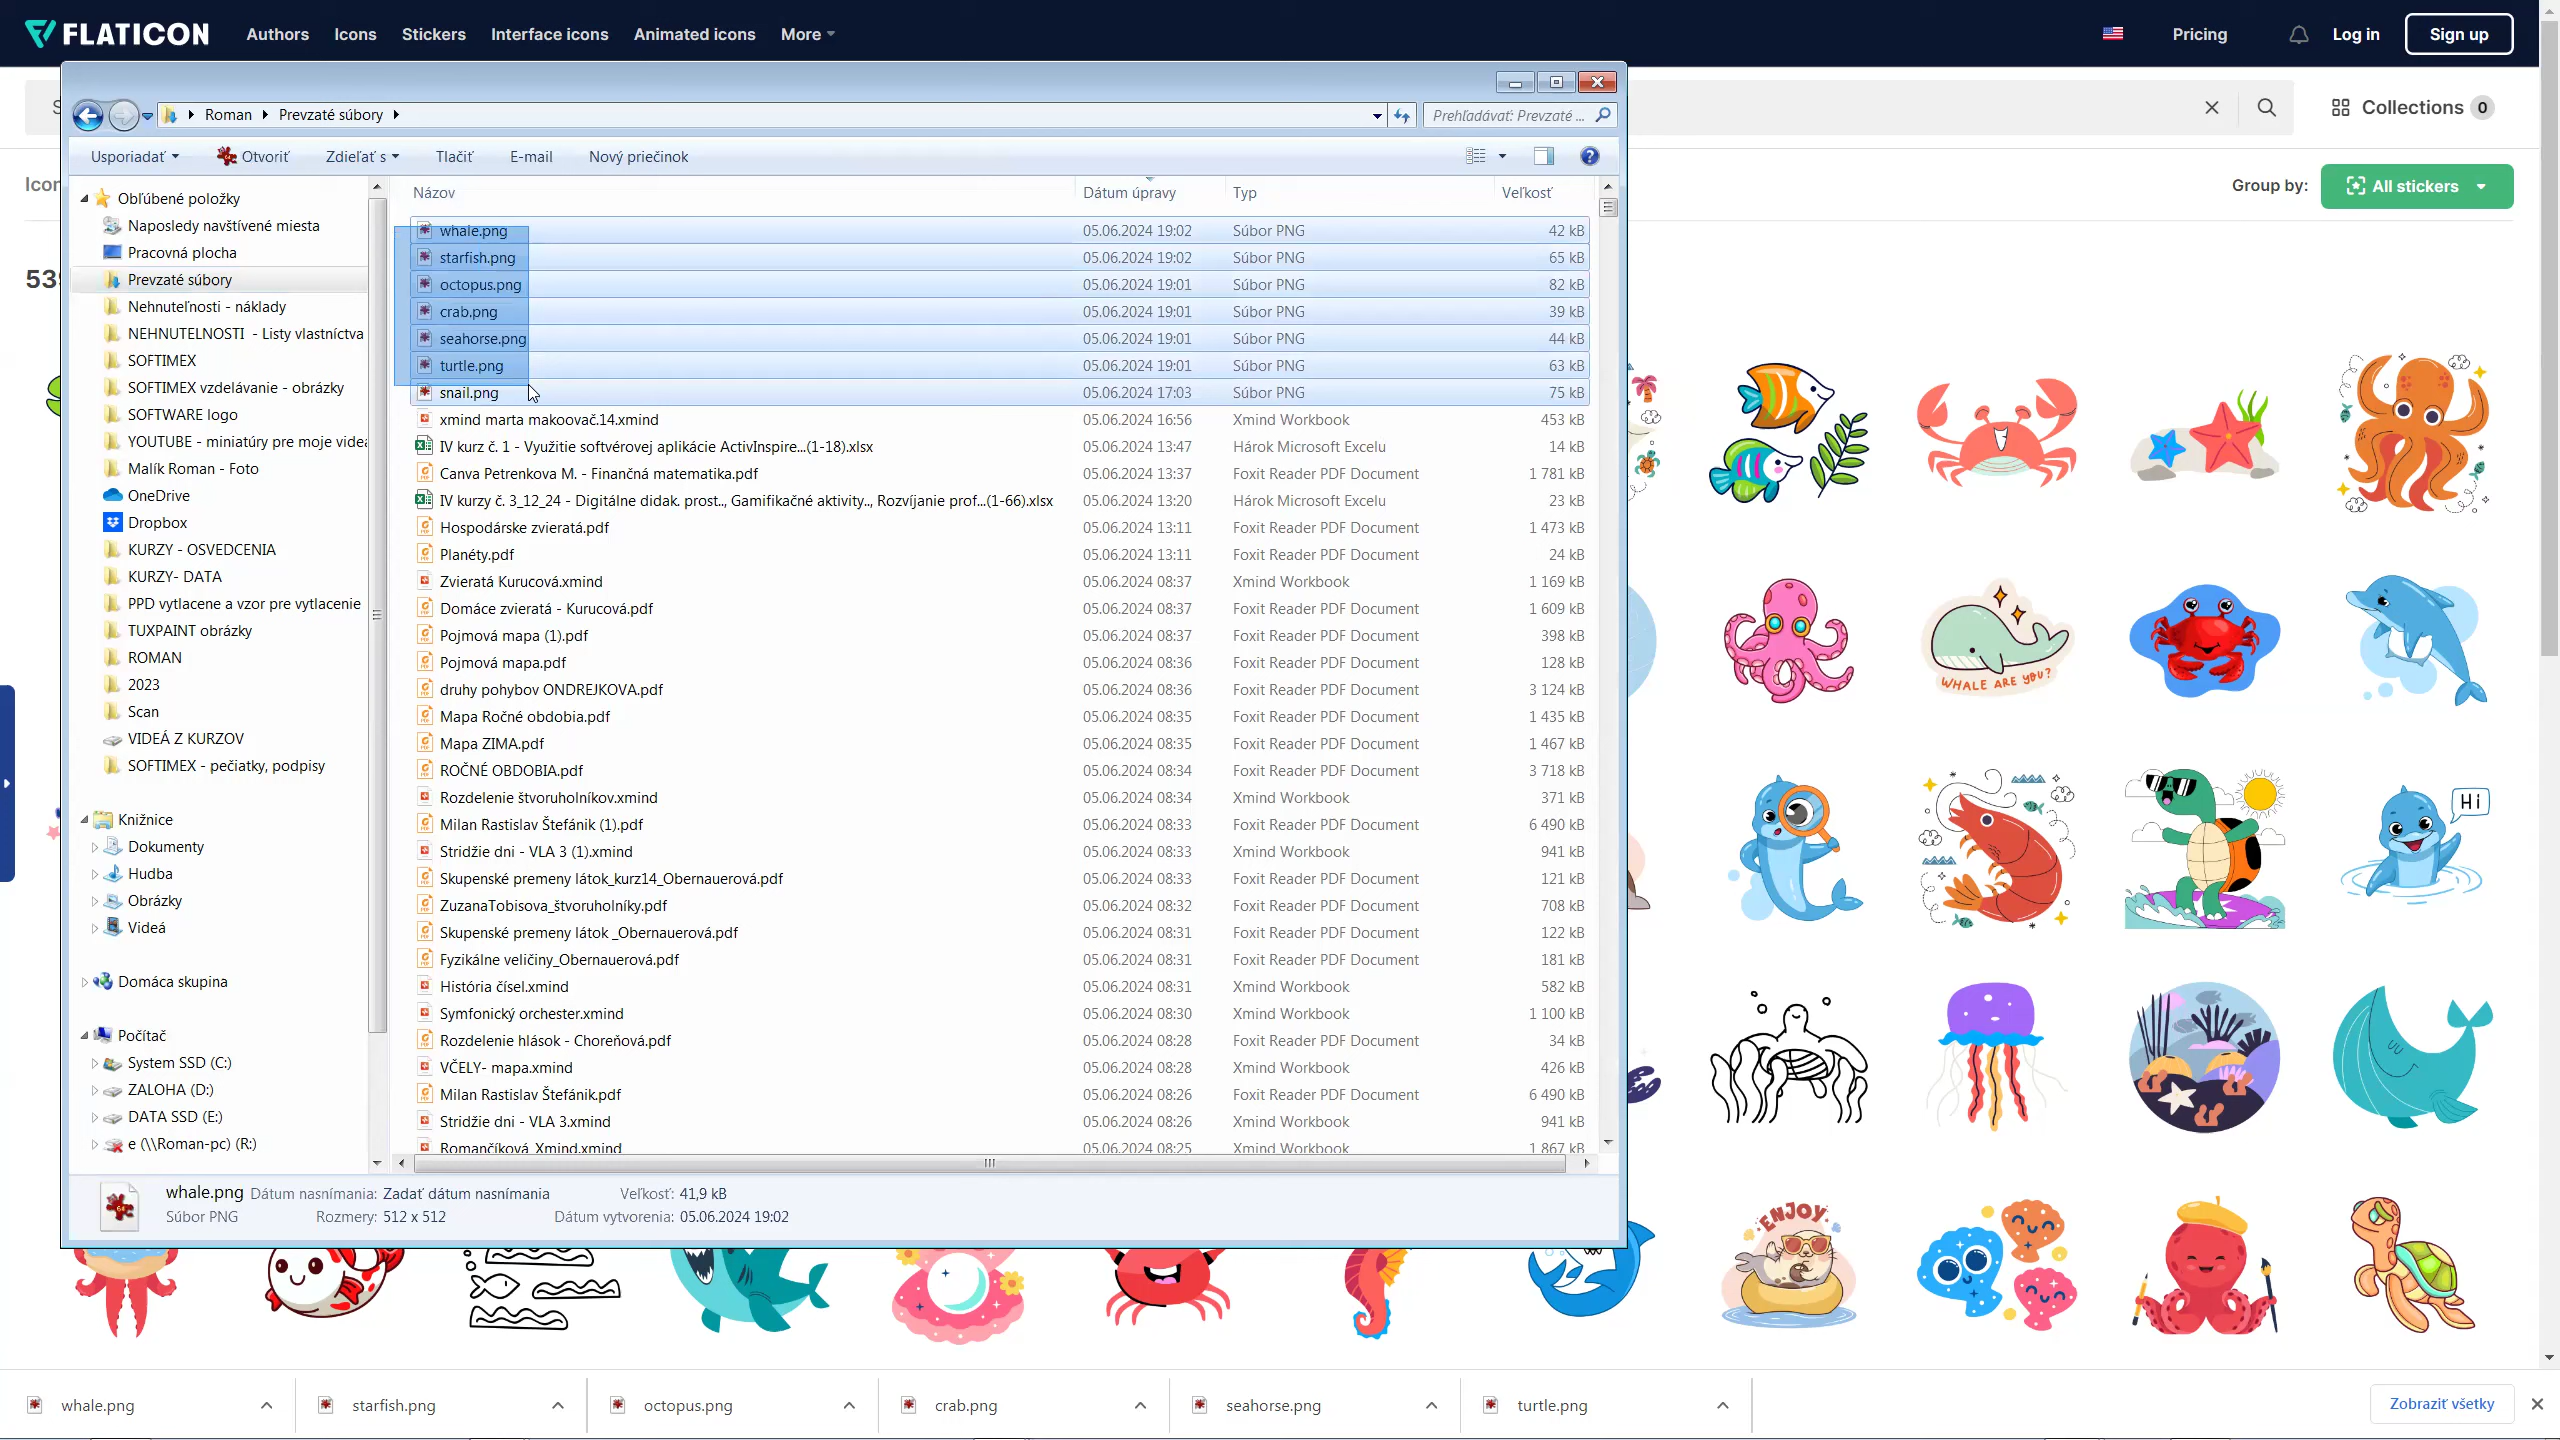 FLATICON
Authors
Icons
Stickers
Interface icons
Animated icons
More
Pricing
Log in
Sign up
Collections 0
Roman
Prevzaté súbory
Prehľadávať: Prevzaté ...
Usporiadať
Otvoriť
Zdieľať s
Tlačiť
E-mail
Nový priečinok
Group by:
All stickers
Názov
Dátum úpravy
Typ
Veľkosť
Obľúbené položky
Naposledy navštívené miesta
Pracovná plocha
Prevzaté súbory
Nehnuteľnosti - náklady
NEHNUTELNOSTI - Listy vlastníctva
SOFTIMEX
SOFTIMEX vzdelávanie - obrázky
SOFTWARE logo
YOUTUBE - miniatúry pre moje videá
Malík Roman - Foto
OneDrive
Dropbox
KURZY - OSVEDCENIA
KURZY- DATA
PPD vytlacene a vzor pre vytlacenie
TUXPAINT obrázky
ROMAN
2023
Scan
VIDEÁ Z KURZOV
SOFTIMEX - pečiatky, podpisy
Knižnice
Dokumenty
Hudba
Obrázky
Videá
Domáca skupina
Počítač
System SSD (C:)
ZALOHA (D:)
DATA SSD (E:)
e (\\Roman-pc) (R:)
whale.png 05.06.2024 19:02 Súbor PNG 42 kB
starfish.png 05.06.2024 19:02 Súbor PNG 65 kB
octopus.png 05.06.2024 19:01 Súbor PNG 82 kB
crab.png 05.06.2024 19:01 Súbor PNG 39 kB
seahorse.png 05.06.2024 19:01 Súbor PNG 44 kB
turtle.png 05.06.2024 19:01 Súbor PNG 63 kB
snail.png 05.06.2024 17:03 Súbor PNG 75 kB
xmind marta makoovač.14.xmind 05.06.2024 16:56 Xmind Workbook 453 kB
IV kurz č. 1 - Využitie softvérovej aplikácie ActivInspire...(1-18).xlsx 05.06.2024 13:47 Hárok Microsoft Excelu 14 kB
Canva Petrenkova M. - Finančná matematika.pdf 05.06.2024 13:37 Foxit Reader PDF Document 1 781 kB
IV kurzy č. 3_12_24 - Digitálne didak. prost.., Gamifikačné aktivity.., Rozvíjanie prof...(1-66).xlsx 05.06.2024 13:20 Hárok Microsoft Excelu 23 kB
Hospodárske zvieratá.pdf 05.06.2024 13:11 Foxit Reader PDF Document 1 473 kB
Planéty.pdf 05.06.2024 13:11 Foxit Reader PDF Document 24 kB
Zvieratá Kurucová.xmind 05.06.2024 08:37 Xmind Workbook 1 169 kB
Domáce zvieratá - Kurucová.pdf 05.06.2024 08:37 Foxit Reader PDF Document 1 609 kB
Pojmová mapa (1).pdf 05.06.2024 08:37 Foxit Reader PDF Document 398 kB
Pojmová mapa.pdf 05.06.2024 08:36 Foxit Reader PDF Document 128 kB
druhy pohybov ONDREJKOVA.pdf 05.06.2024 08:36 Foxit Reader PDF Document 3 124 kB
Mapa Ročné obdobia.pdf 05.06.2024 08:35 Foxit Reader PDF Document 1 435 kB
Mapa ZIMA.pdf 05.06.2024 08:35 Foxit Reader PDF Document 1 467 kB
ROČNÉ OBDOBIA.pdf 05.06.2024 08:34 Foxit Reader PDF Document 3 718 kB
Rozdelenie štvoruholníkov.xmind 05.06.2024 08:34 Xmind Workbook 371 kB
Milan Rastislav Štefánik (1).pdf 05.06.2024 08:33 Foxit Reader PDF Document 6 490 kB
Stridžie dni - VLA 3 (1).xmind 05.06.2024 08:33 Xmind Workbook 941 kB
Skupenské premeny látok_kurz14_Obernauerová.pdf 05.06.2024 08:33 Foxit Reader PDF Document 121 kB
ZuzanaTobisova_štvoruholníky.pdf 05.06.2024 08:32 Foxit Reader PDF Document 708 kB
Skupenské premeny látok _Obernauerová.pdf 05.06.2024 08:31 Foxit Reader PDF Document 122 kB
Fyzikálne veličiny_Obernauerová.pdf 05.06.2024 08:31 Foxit Reader PDF Document 181 kB
História čísel.xmind 05.06.2024 08:31 Xmind Workbook 582 kB
Symfonický orchester.xmind 05.06.2024 08:30 Xmind Workbook 1 100 kB
Rozdelenie hlások - Choreňová.pdf 05.06.2024 08:28 Foxit Reader PDF Document 34 kB
VČELY- mapa.xmind 05.06.2024 08:28 Xmind Workbook 426 kB
Milan Rastislav Štefánik.pdf 05.06.2024 08:26 Foxit Reader PDF Document 6 490 kB
Stridžie dni - VLA 3.xmind 05.06.2024 08:26 Xmind Workbook 941 kB
Romančíková Xmind.xmind 05.06.2024 08:25 Xmind Workbook 1 867 kB
WHALE ARE YOU?
Hi
ENJOY
whale.png Dátum nasnímania: Zadať dátum nasnímania Veľkosť: 41,9 kB
Súbor PNG Rozmery: 512 x 512 Dátum vytvorenia: 05.06.2024 19:02
whale.png
starfish.png
octopus.png
crab.png
seahorse.png
turtle.png
Zobraziť všetky